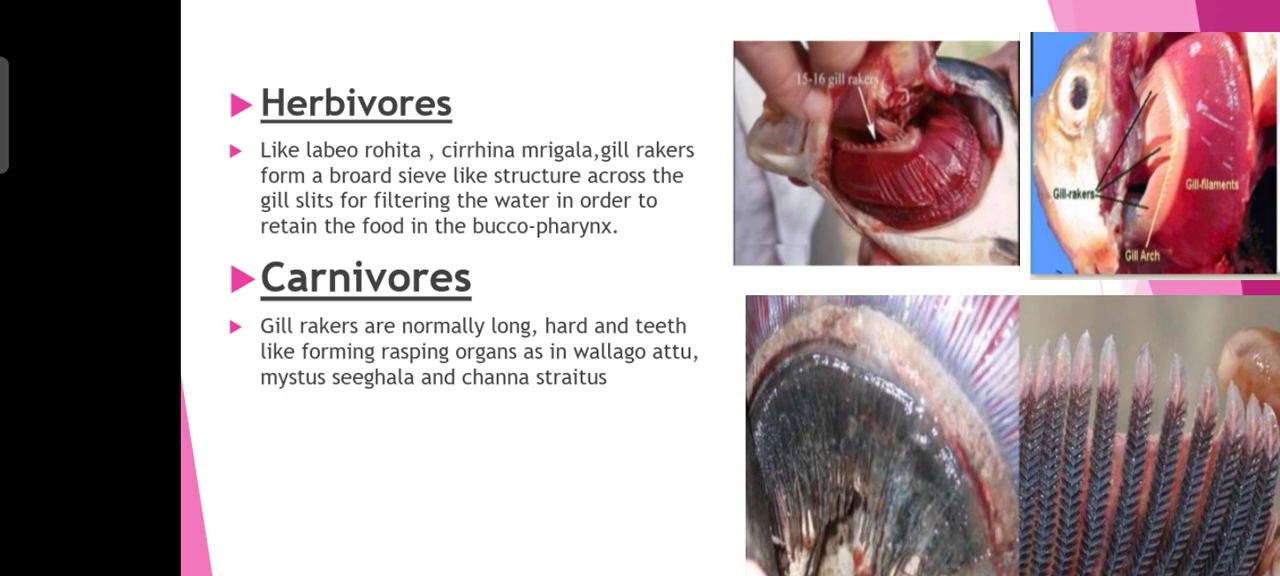 Herbivores
Like labeo rohita , cirrhina mrigala,gill rakers
form a broard sieve like structure across the
gill slits for filtering the water in order to
retain the food in the bucco-pharynx.
Carnivores
Gill rakers are normally long, hard and teeth
like forming rasping organs as in wallago attu,
mystus seeghala and channa straitus
15-16 gill rakers
Gill-rakers
Gill-filaments
Gill Arch